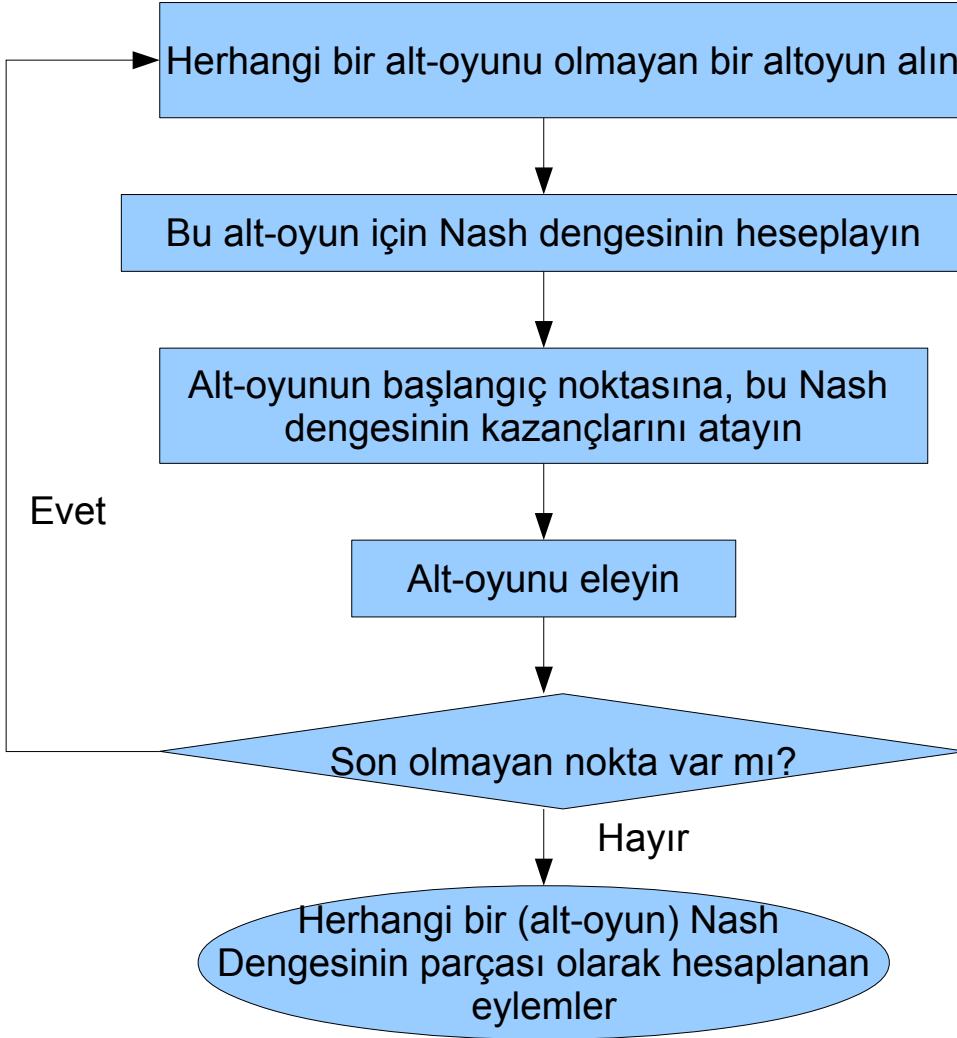 Herhangi bir alt-oyunu olmayan bir altoyun alın
Bu alt-oyun için Nash dengesinin heseplayın
Alt-oyunun başlangıç noktasına, bu Nash
dengesinin kazançlarını atayın
Evet
Alt-oyunu eleyin
Son olmayan nokta var mı?
Hayır
Herhangi bir (alt-oyun) Nash
Dengesinin parçası olarak hesaplanan
eylemler